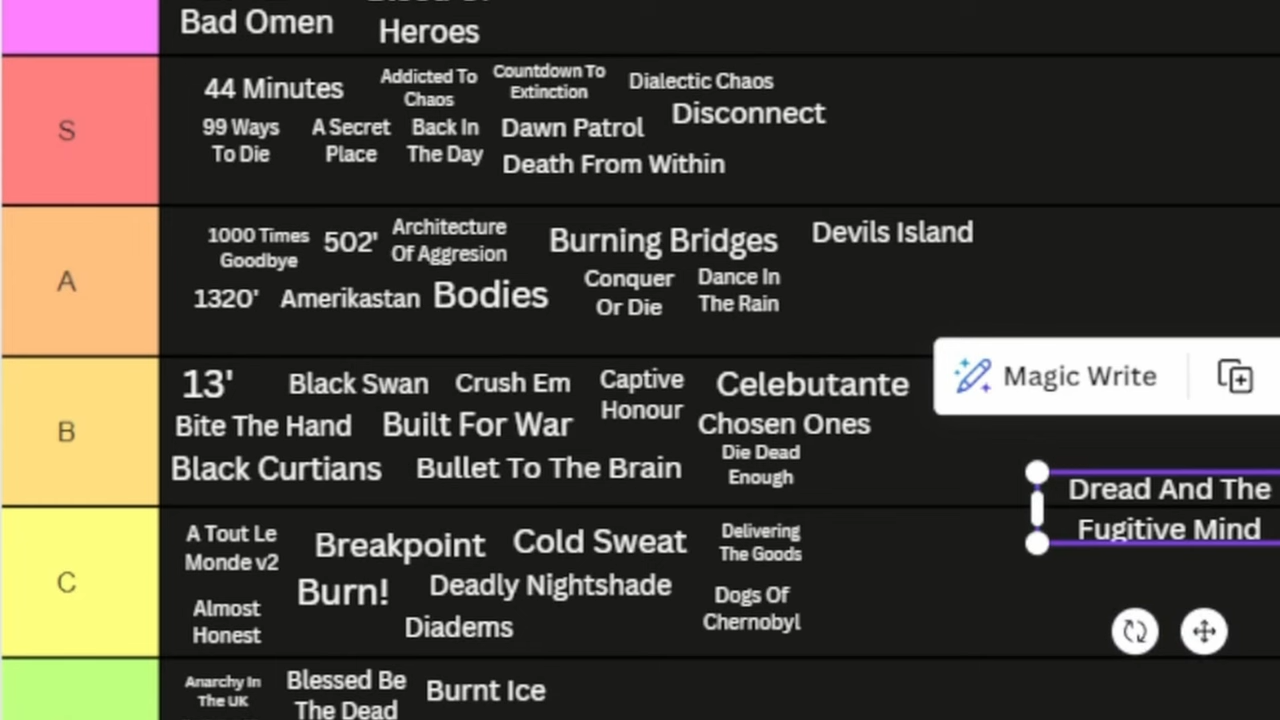 Bad Omen
Heroes
S
44 Minutes
Addicted To
Chaos
Countdown To
Extinction
Dialectic Chaos
Disconnect
99 Ways
To Die
A Secret
Place
Back In
The Day
Dawn Patrol
Death From Within
A
1000 Times
Goodbye
502'
Architecture
Of Aggresion
Burning Bridges
Devils Island
1320'
Amerikastan
Bodies
Conquer
Or Die
Dance In
The Rain
B
13'
Black Swan
Crush Em
Captive
Honour
Celebutante
Magic Write
Bite The Hand
Built For War
Chosen Ones
Black Curtians
Bullet To The Brain
Die Dead
Enough
Dread And The
Fugitive Mind
C
A Tout Le
Monde v2
Breakpoint
Cold Sweat
Delivering
The Goods
Burn!
Deadly Nightshade
Dogs Of
Chernobyl
Almost
Honest
Diadems
Anarchy In
The UK
Blessed Be
The Dead
Burnt Ice